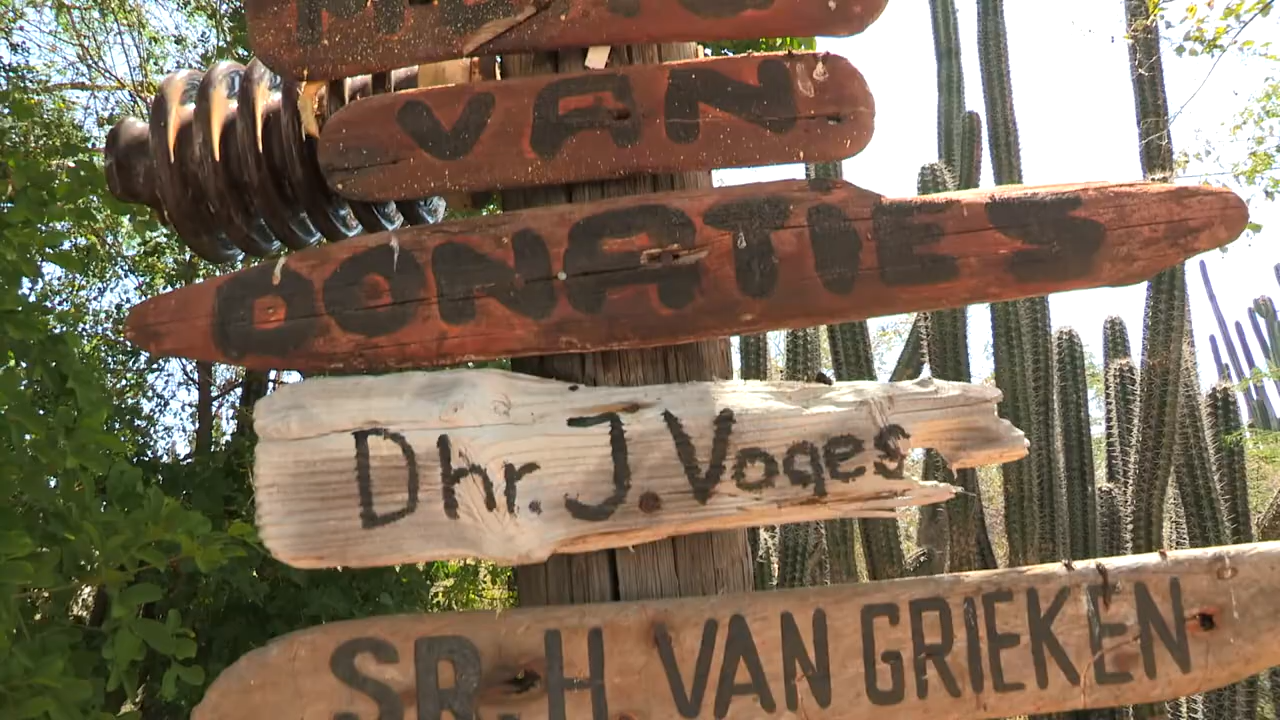 VAN
DONATIES
Dhr. J. Voges
SR. H. VAN GRIEKEN